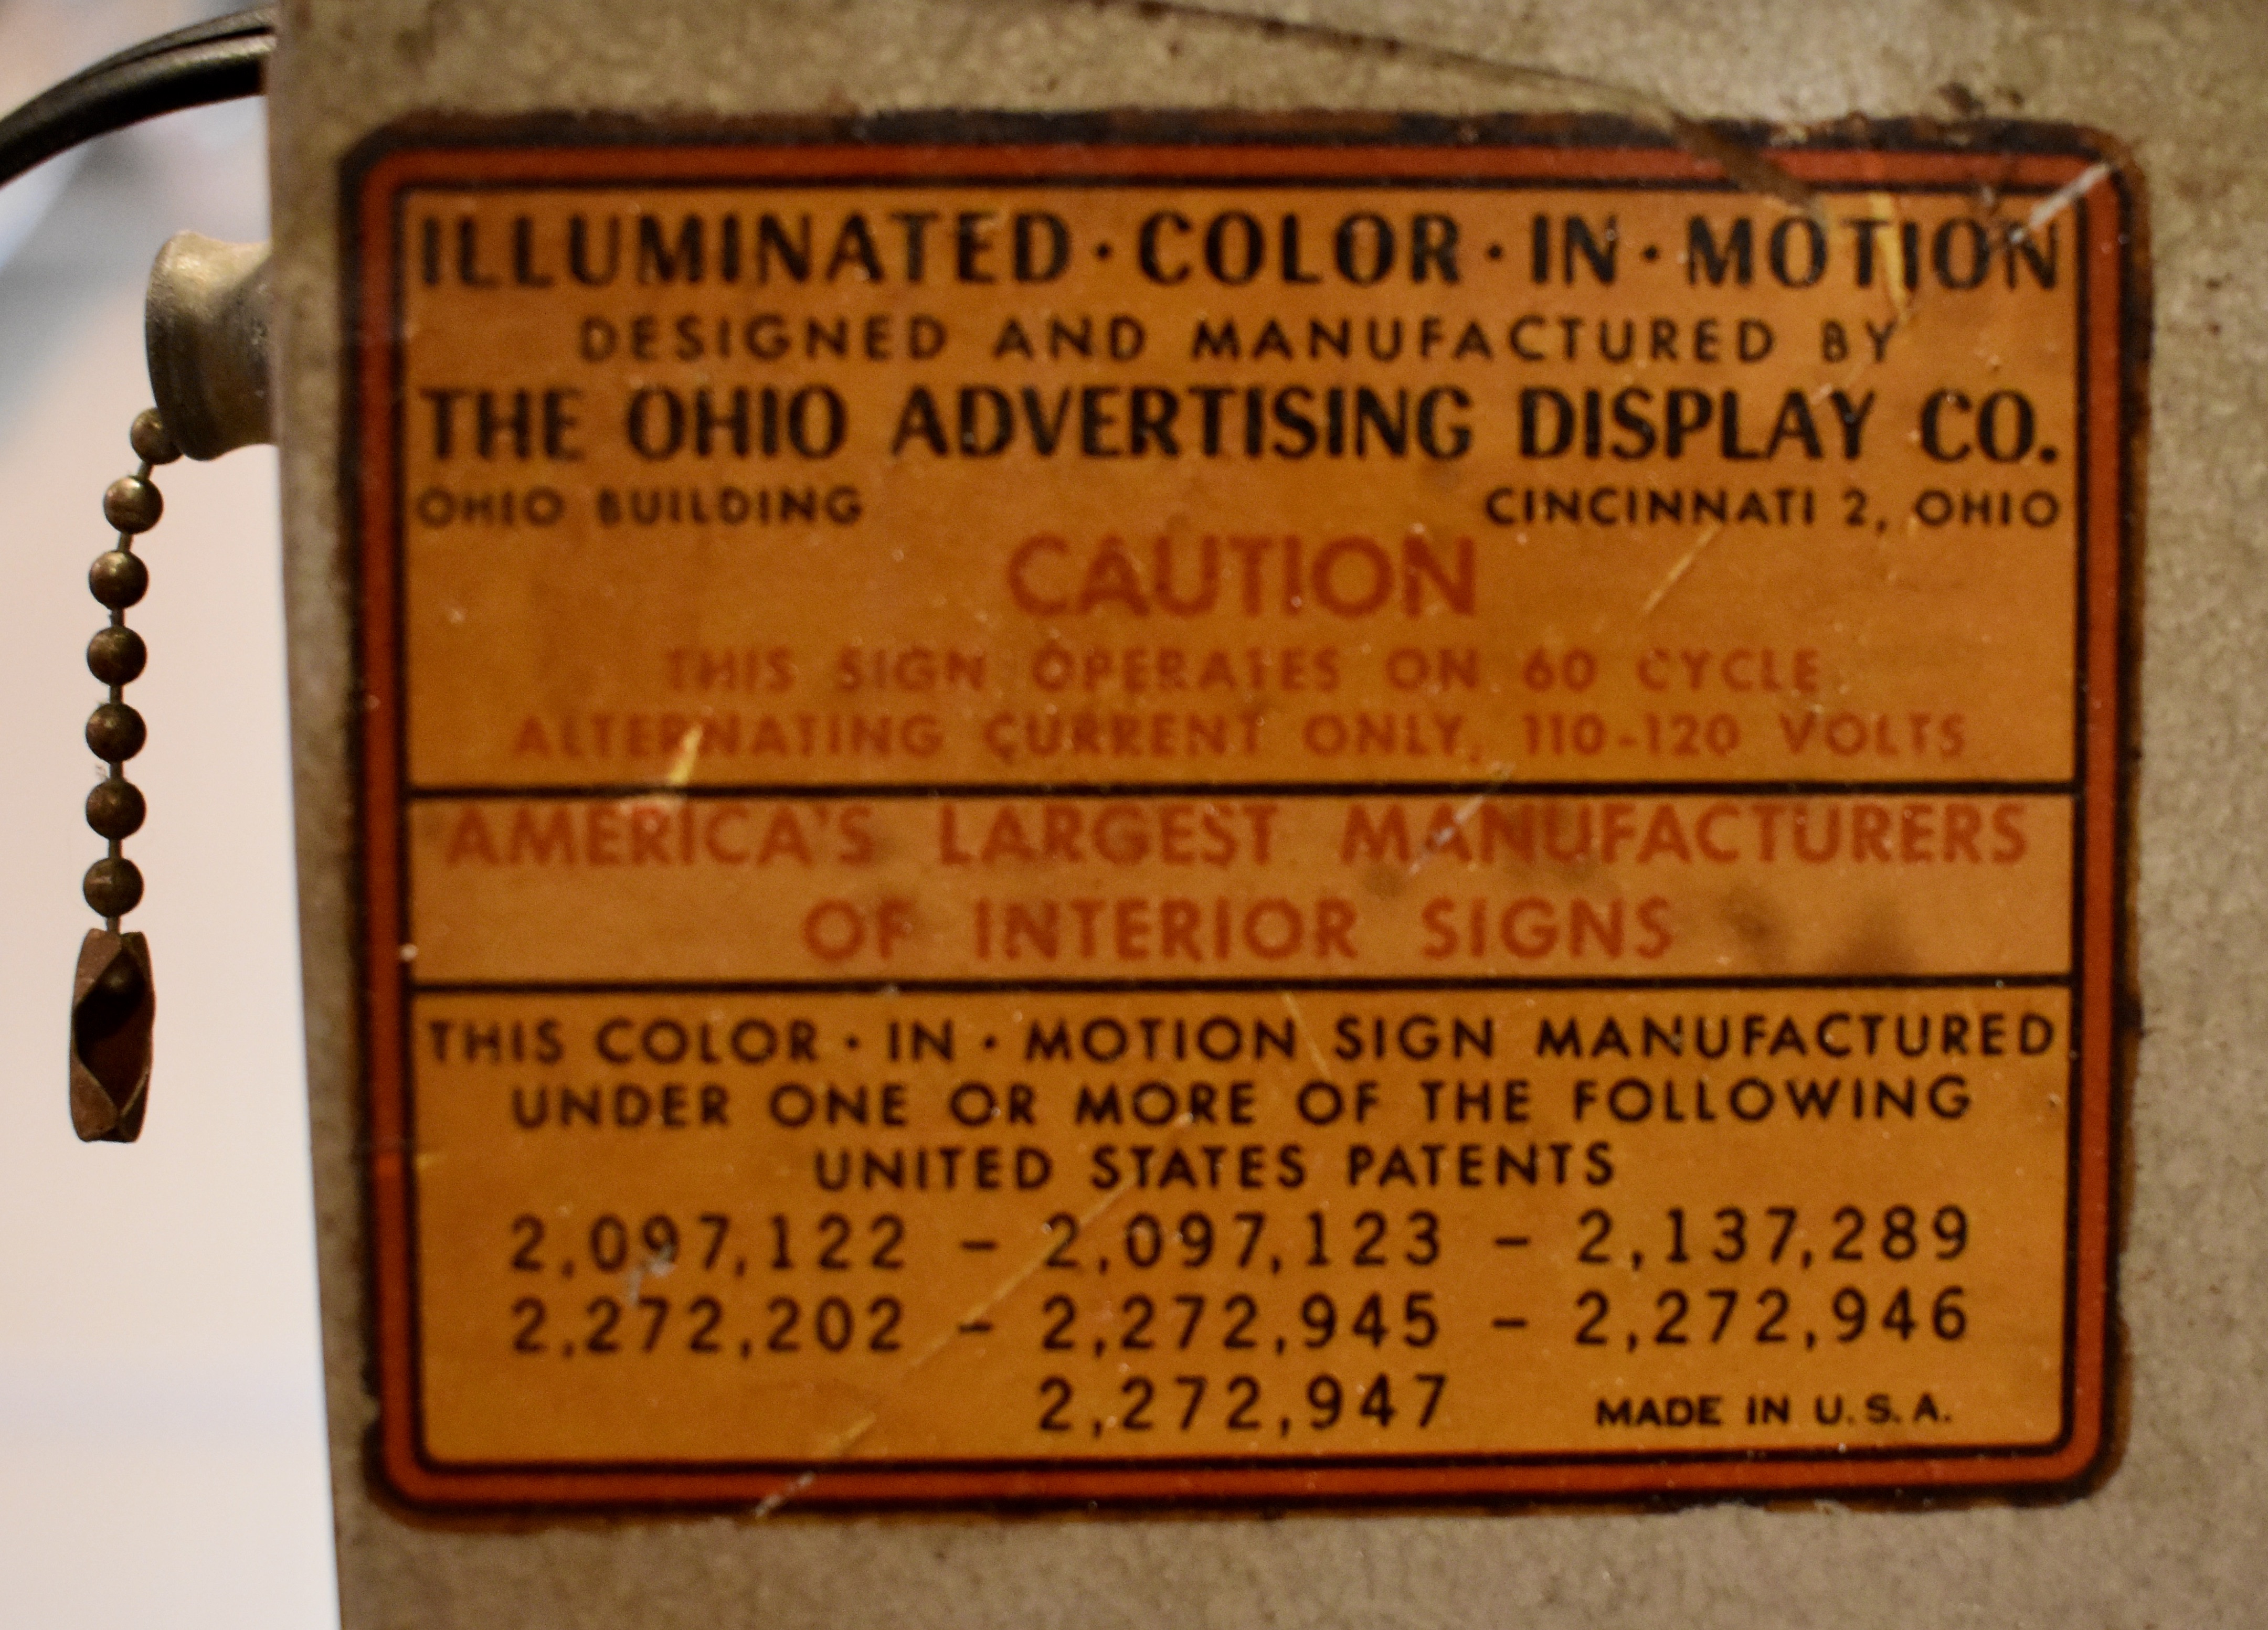 ILLUMINATED · COLOR · IN · MOTION
DESIGNED AND MANUFACTURED BY
THE OHIO ADVERTISING DISPLAY CO.
OHIO BUILDING CINCINNATI 2, OHIO
CAUTION
THIS SIGN OPERATES ON 60 CYCLE
ALTERNATING CURRENT ONLY, 110-120 VOLTS
AMERICA'S LARGEST MANUFACTURERS
OF INTERIOR SIGNS
THIS COLOR · IN · MOTION SIGN MANUFACTURED
UNDER ONE OR MORE OF THE FOLLOWING
UNITED STATES PATENTS
2,097,122 – 2,097,123 – 2,137,289
2,272,202 – 2,272,945 – 2,272,946
2,272,947 MADE IN U.S.A.